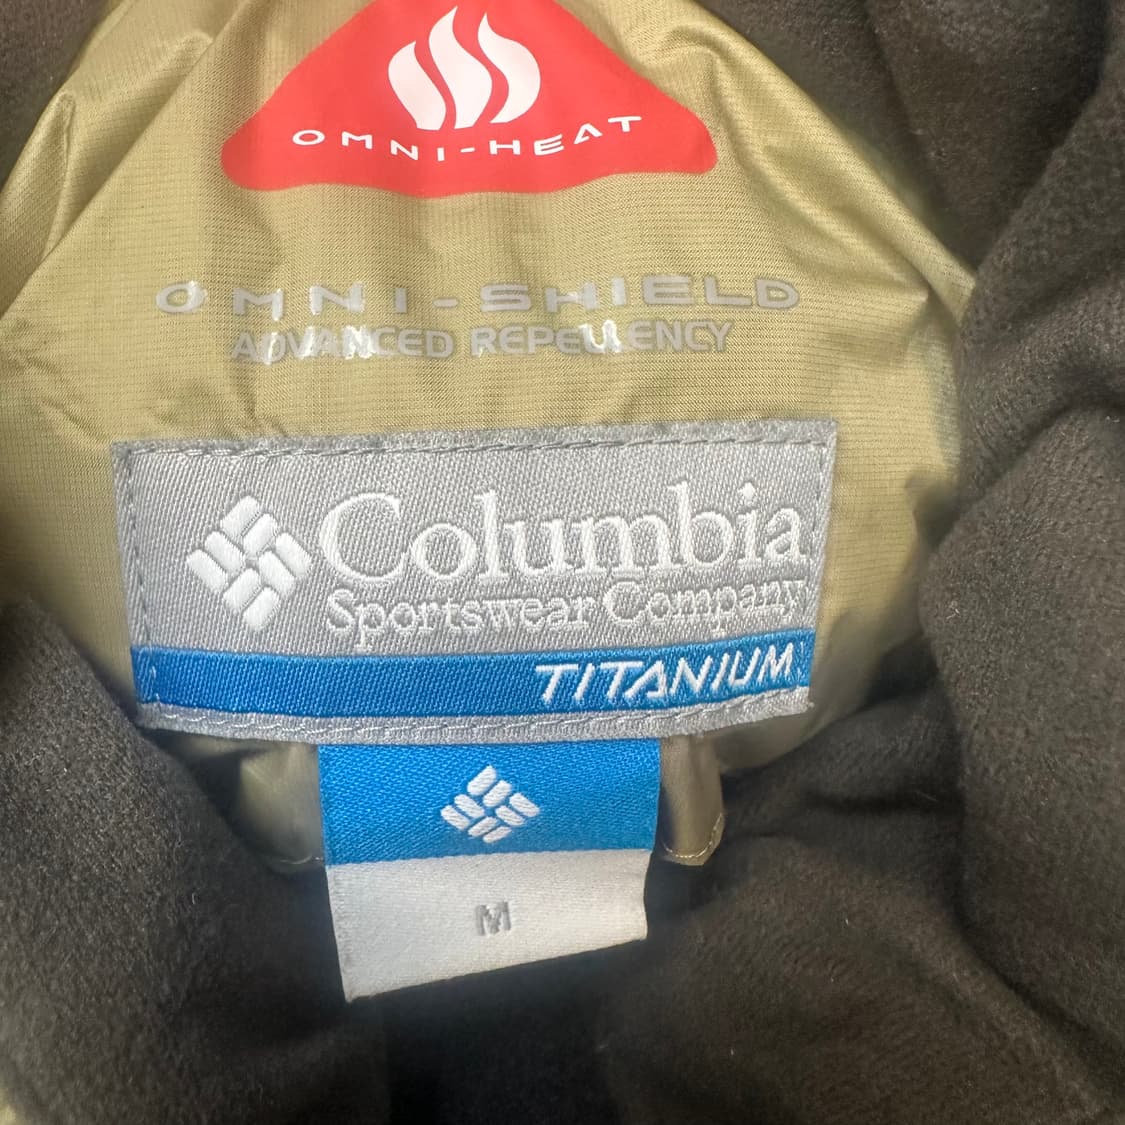 OMNI-HEAT
OMNI-SHIELD
ADVANCED REPELLENCY
Columbia
Sportswear Company
TITANIUM
M